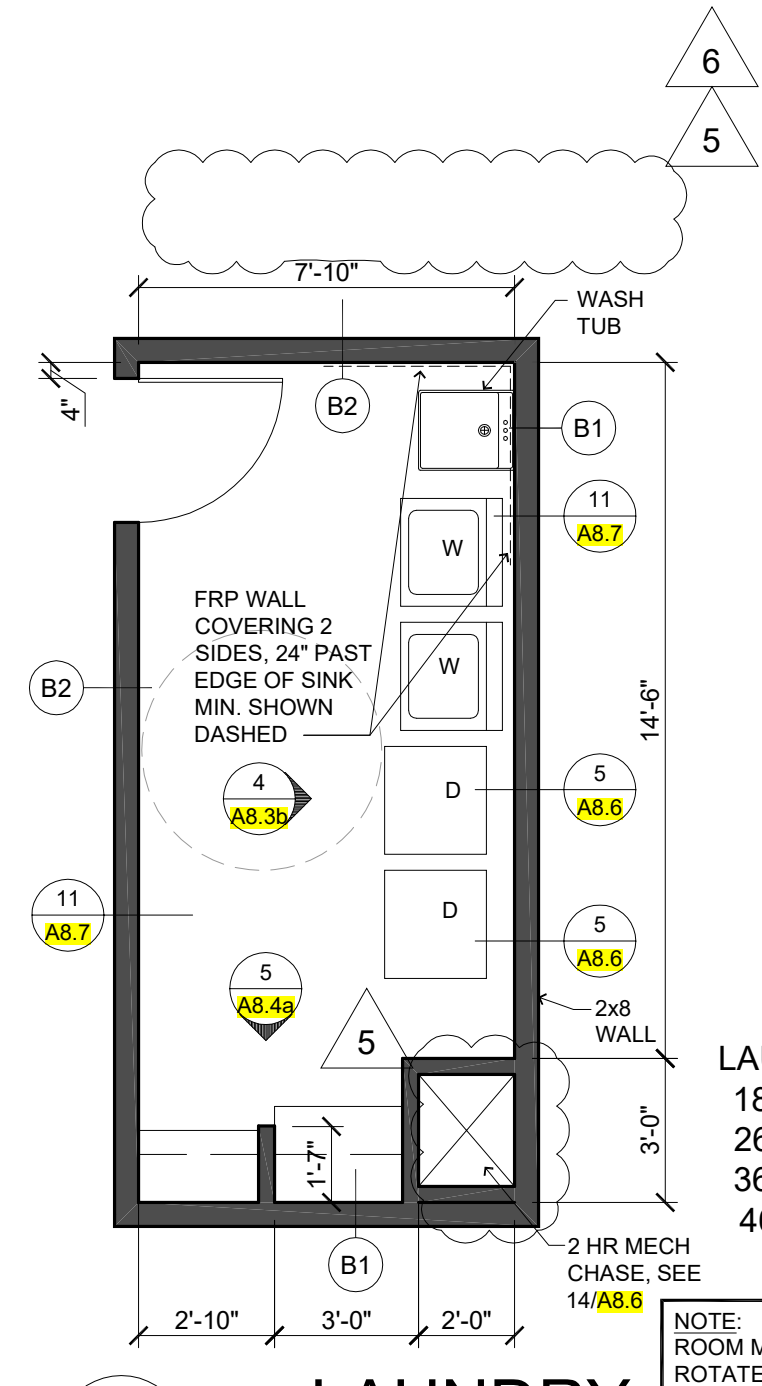 6
5
7'-10"
WASH
TUB
4"
B2
B1
11
A8.7
W
FRP WALL
COVERING 2
SIDES, 24" PAST
EDGE OF SINK
MIN. SHOWN
DASHED
W
B2
14'-6"
4
A8.3b
D
5
A8.6
11
A8.7
D
5
A8.6
5
A8.4a
2x8
WALL
5
3'-0"
1'-7"
B1
2 HR MECH
CHASE, SEE
14/A8.6
2'-10"
3'-0"
2'-0"
NOTE: